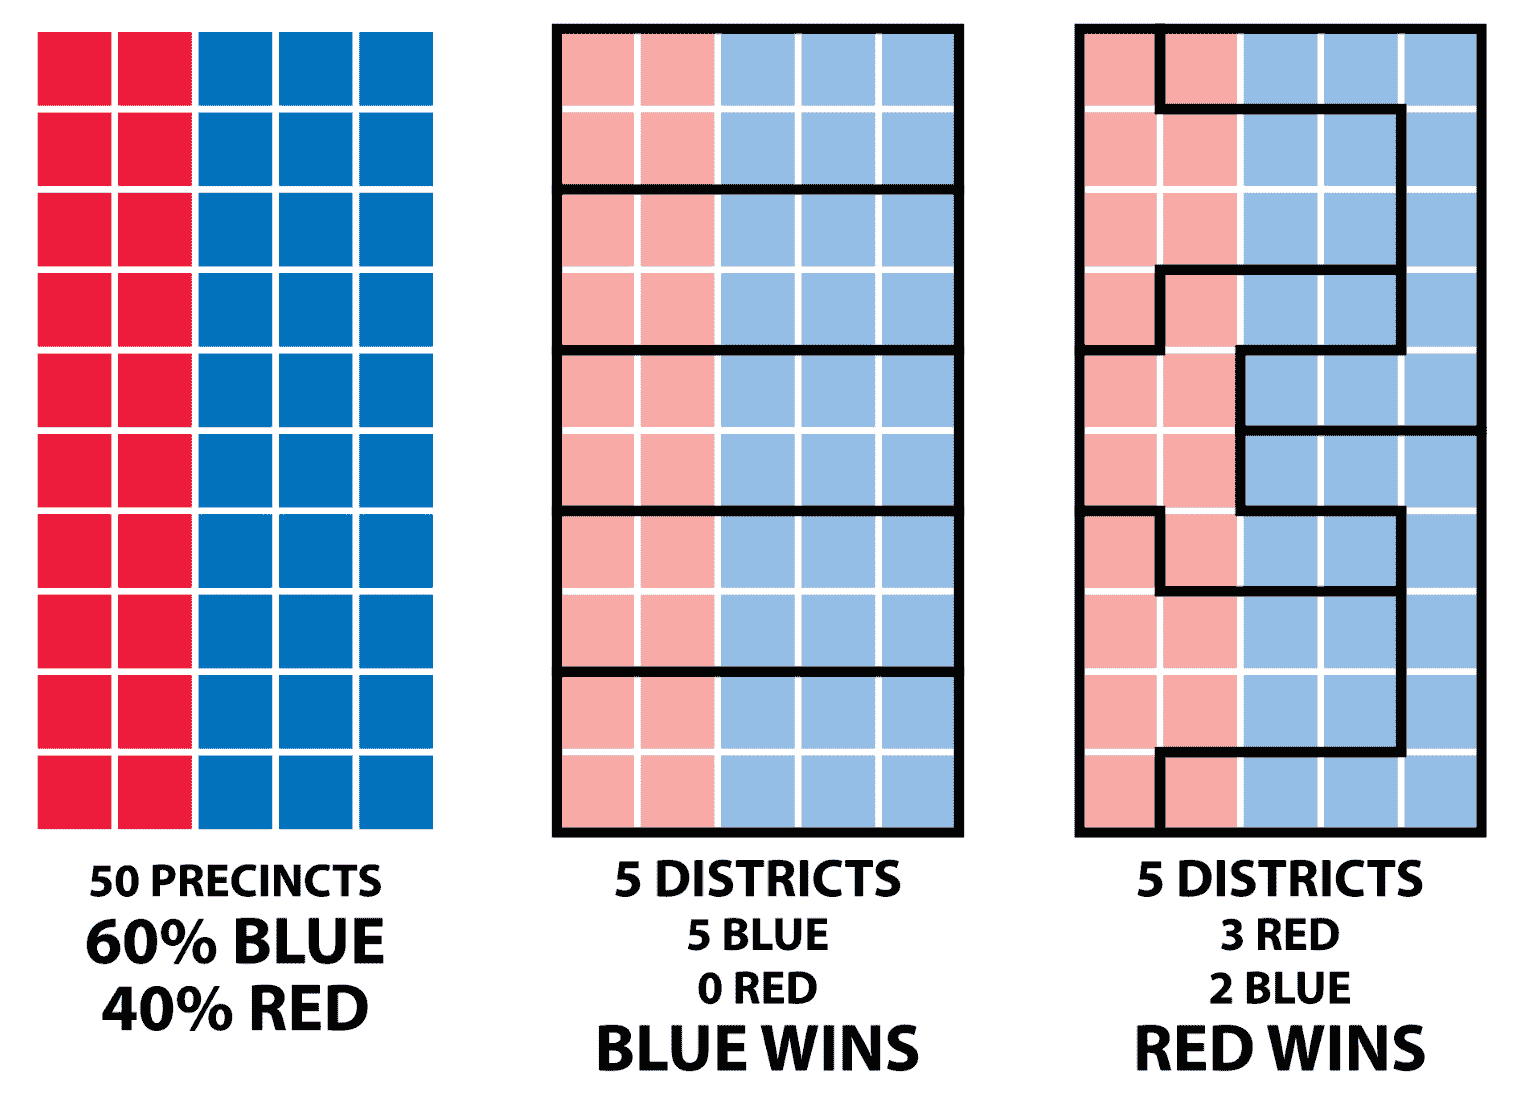 50 PRECINCTS
60% BLUE
40% RED
5 DISTRICTS
5 BLUE
0 RED
BLUE WINS
5 DISTRICTS
3 RED
2 BLUE
RED WINS